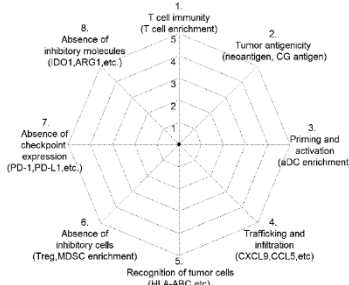 1.
T cell immunity
(T cell enrichment)
2.
Tumor antigenicity
(neoantigen, CG antigen)
3.
Priming and
activation
(aDC enrichment
4.
Trafficking and
infiltration
(CXCL9,CCL5,etc)
5.
Recognition of tumor cells
(HLA-ABC,etc)
6.
Absence of
inhibitory cells
(Treg,MDSC enrichment)
7.
Absence of
checkpoint
expression
(PD-1,PD-L1,etc.)
8.
Absence of
inhibitory molecules
(IDO1,ARG1,etc.)
5
4
3
2
1